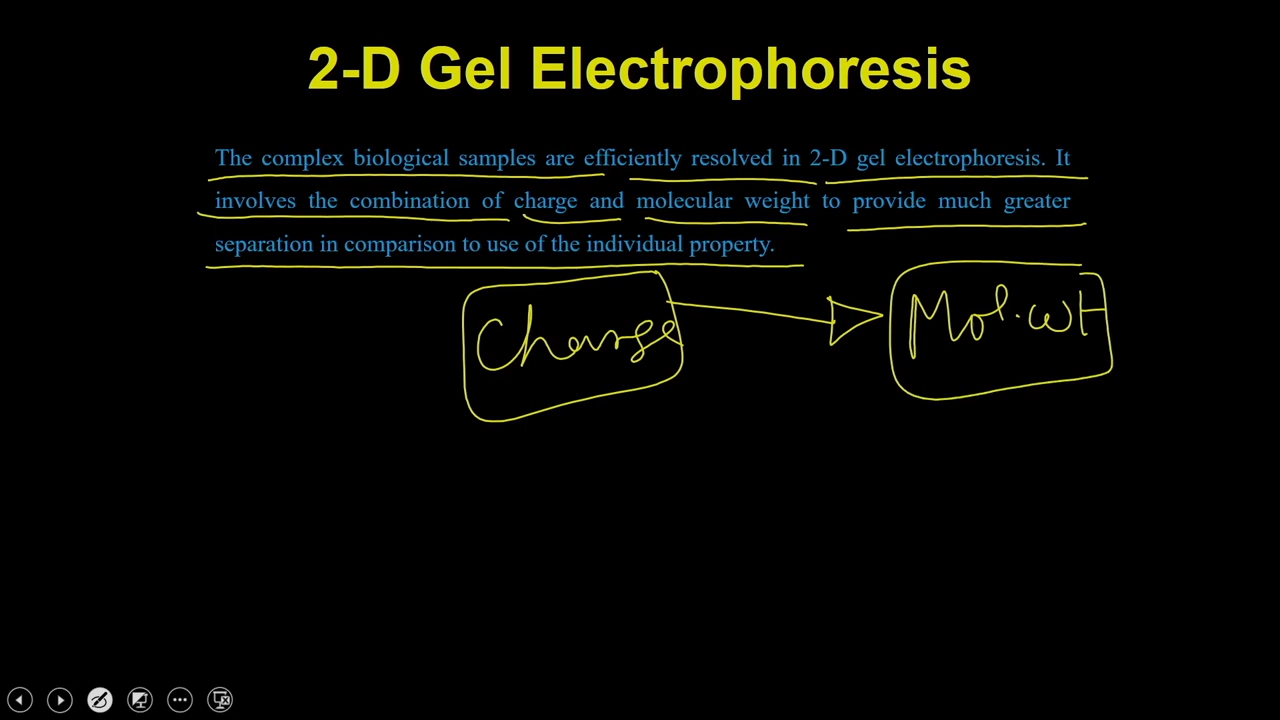 2-D Gel Electrophoresis
The complex biological samples are efficiently resolved in 2-D gel electrophoresis. It
involves the combination of charge and molecular weight to provide much greater
separation in comparison to use of the individual property.
Charge
Mol. wt